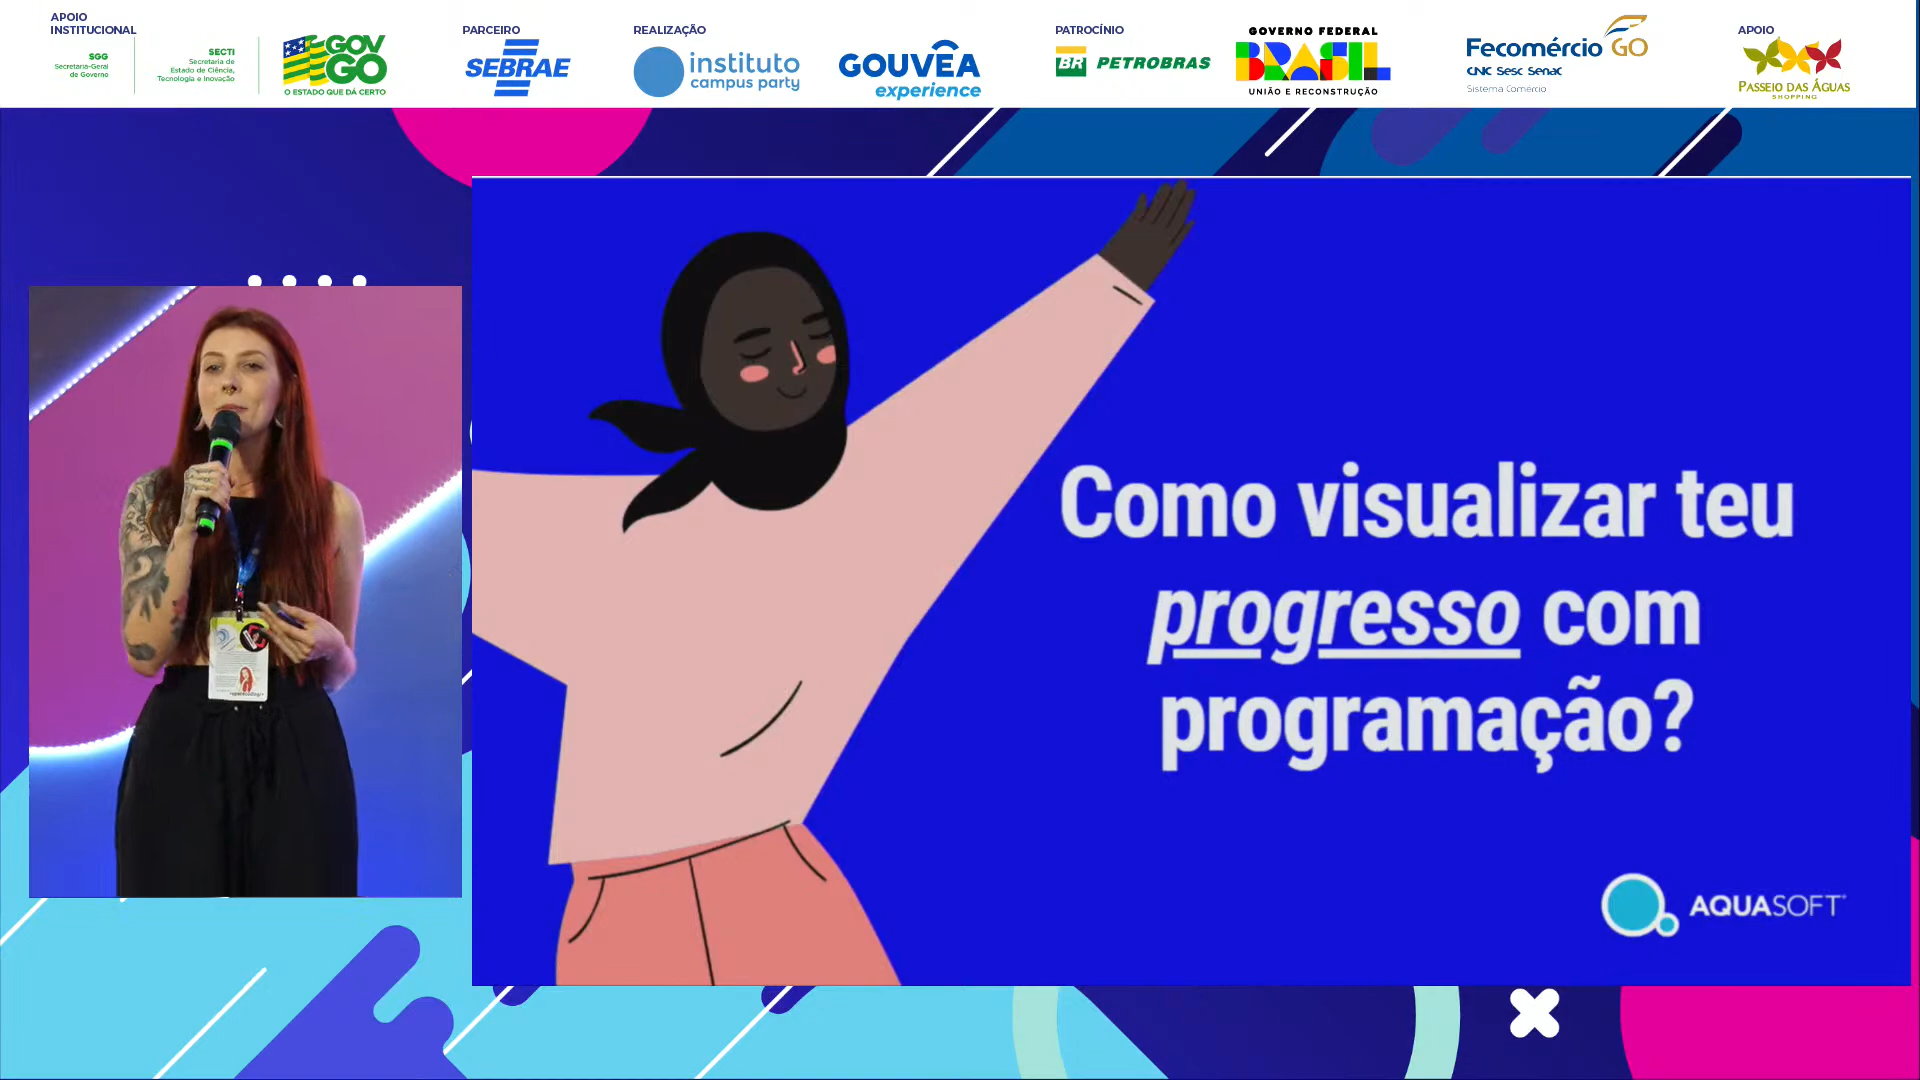 APOIO
INSTITUCIONAL
SGG
Secretaria-Geral
de Governo
SECTI
Secretaria de
Estado de Ciência,
Tecnologia e Inovação
GOV
GO
O ESTADO QUE DÁ CERTO
PARCEIRO
SEBRAE
REALIZAÇÃO
instituto
campus party
GOUVÊA
experience
PATROCÍNIO
BR PETROBRAS
GOVERNO FEDERAL
BRASIL
UNIÃO E RECONSTRUÇÃO
Fecomércio GO
CNC Sesc Senac
Sistema Comércio
APOIO
PASSEIO DAS ÁGUAS
SHOPPING
Como visualizar teu
progresso com
programação?
AQUASOFT